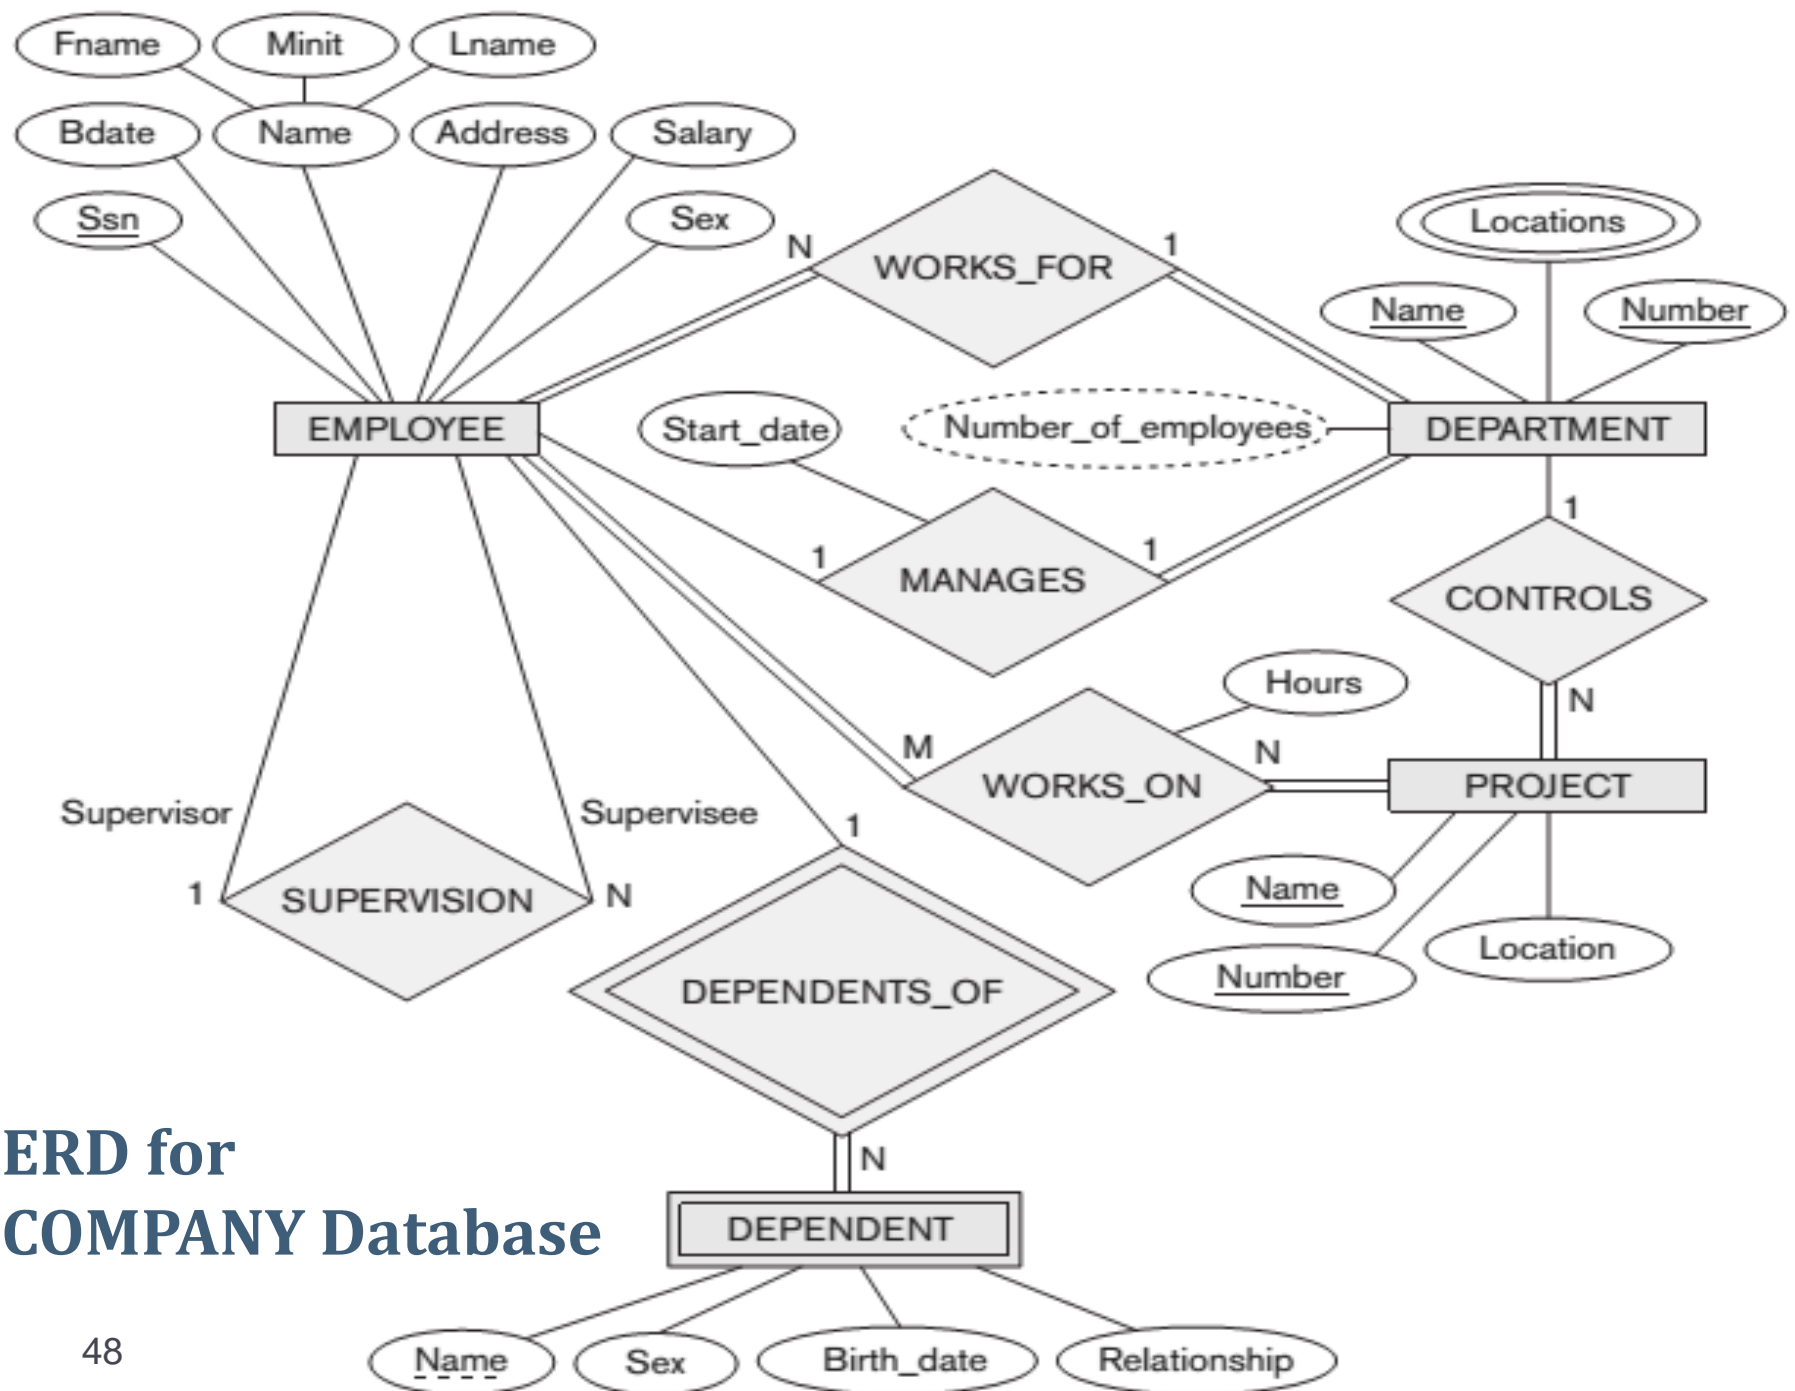 Fname
Minit
Lname
Bdate
Name
Address
Salary
Ssn
Sex
N
WORKS_FOR
1
Locations
Name
Number
EMPLOYEE
Start_date
Number_of_employees
DEPARTMENT
1
MANAGES
1
1
CONTROLS
N
Hours
M
WORKS_ON
N
PROJECT
Supervisor
Supervisee
1
SUPERVISION
N
1
Name
Number
Location
DEPENDENTS_OF
N
DEPENDENT
Name
Sex
Birth_date
Relationship
ERD for
COMPANY Database
48